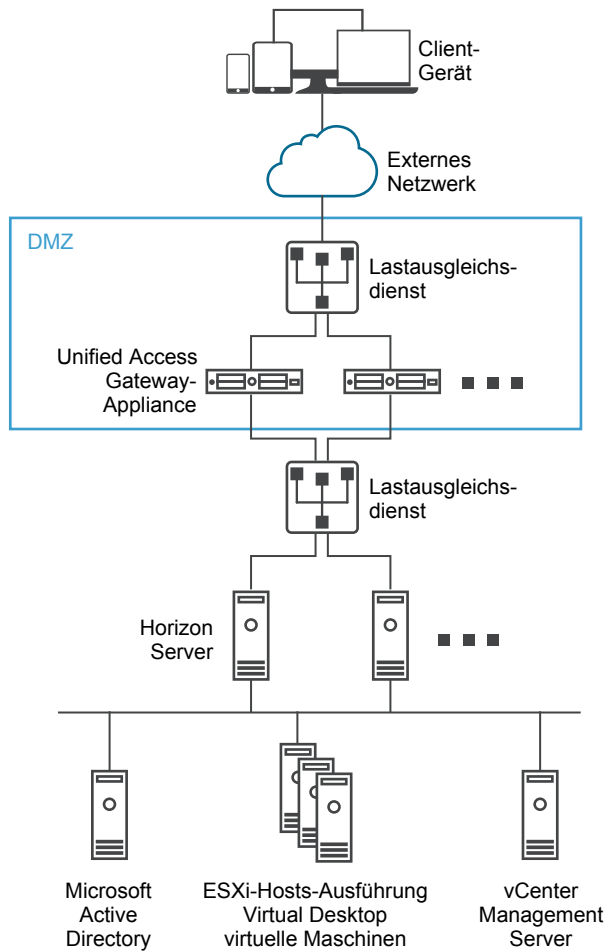 Client-
Gerät
Externes
Netzwerk
DMZ
Lastausgleichs-
dienst
Unified Access
Gateway-
Appliance
Lastausgleichs-
dienst
Horizon
Server
Microsoft
Active
Directory
ESXi-Hosts-Ausführung
Virtual Desktop
virtuelle Maschinen
vCenter
Management
Server